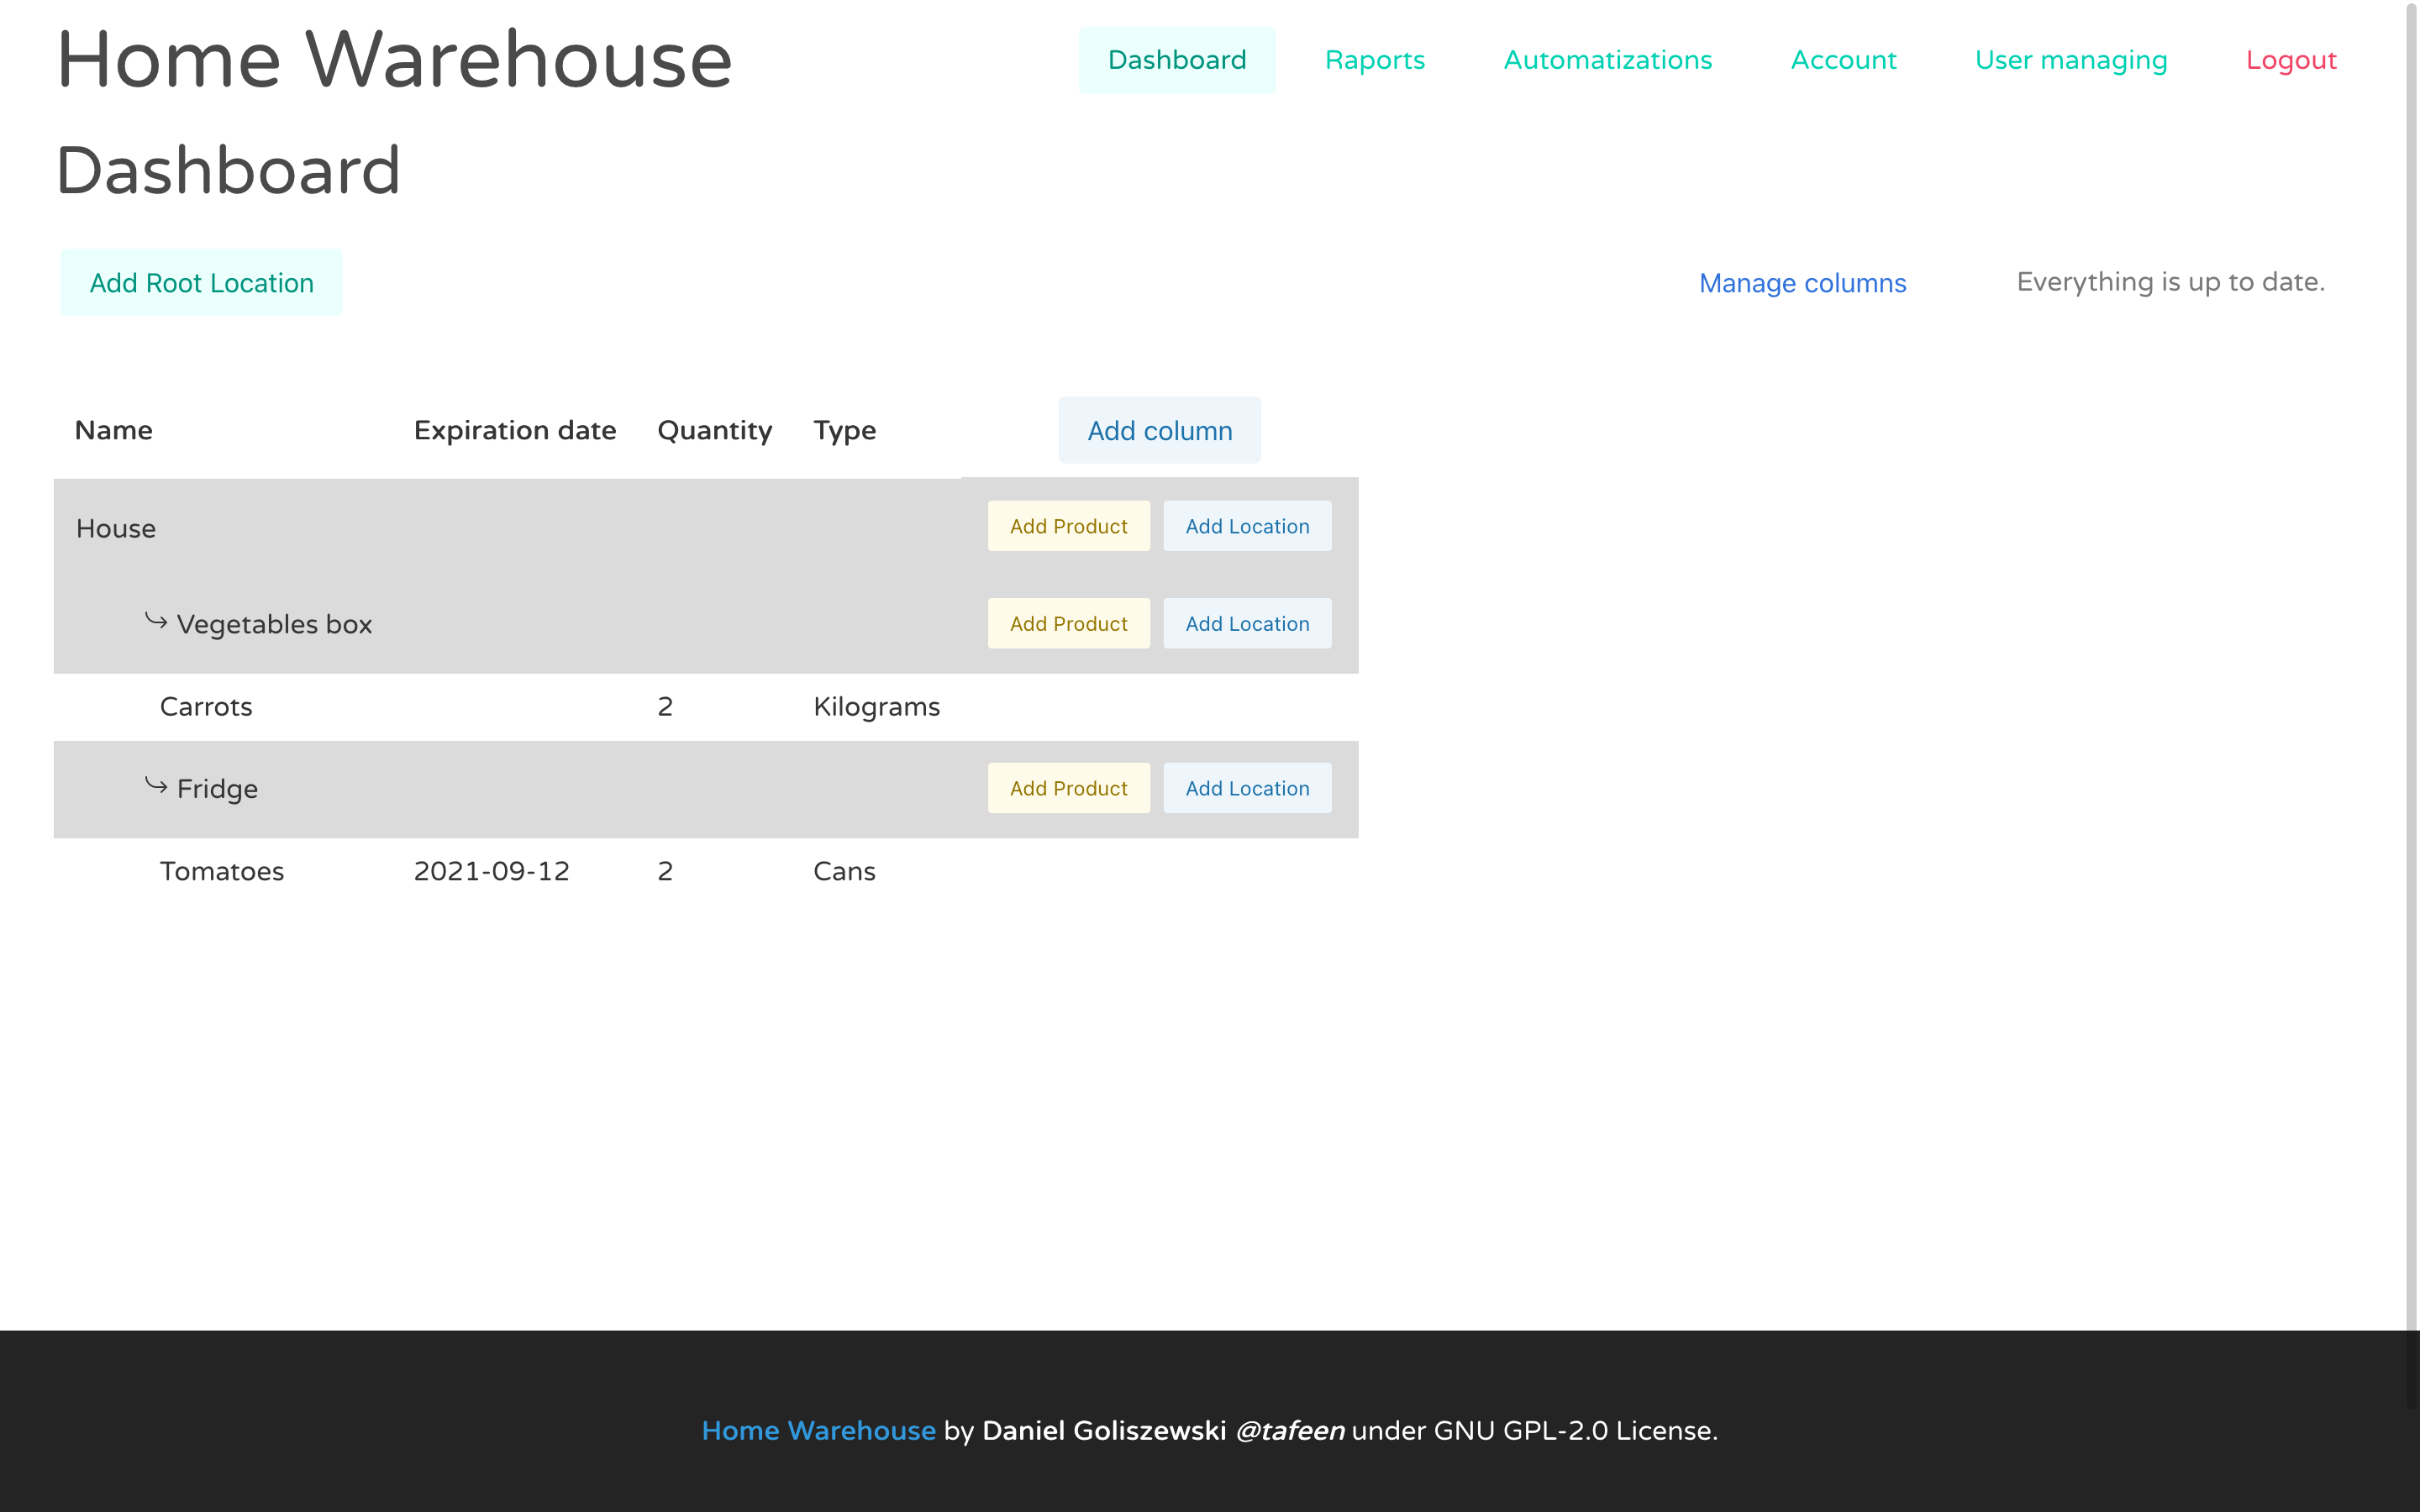 Home Warehouse
Dashboard Raports Automatizations Account User managing Logout
Dashboard
Add Root Location Manage columns Everything is up to date.
Name Expiration date Quantity Type Add column
House Add Product Add Location
Vegetables box Add Product Add Location
Carrots 2 Kilograms
Fridge Add Product Add Location
Tomatoes 2021-09-12 2 Cans
Home Warehouse by Daniel Goliszewski @tafeen under GNU GPL-2.0 License.